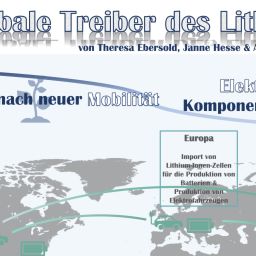 bale Treiber des Lit
von Theresa Ebersold, Janne Hesse & A
Elekt
nach neuer Mobilität
Komponen
Europa
Import von
Lithium-Ionen-Zellen
für die Produktion von
Batterien &
Produktion von
Elektrofahrzeugen